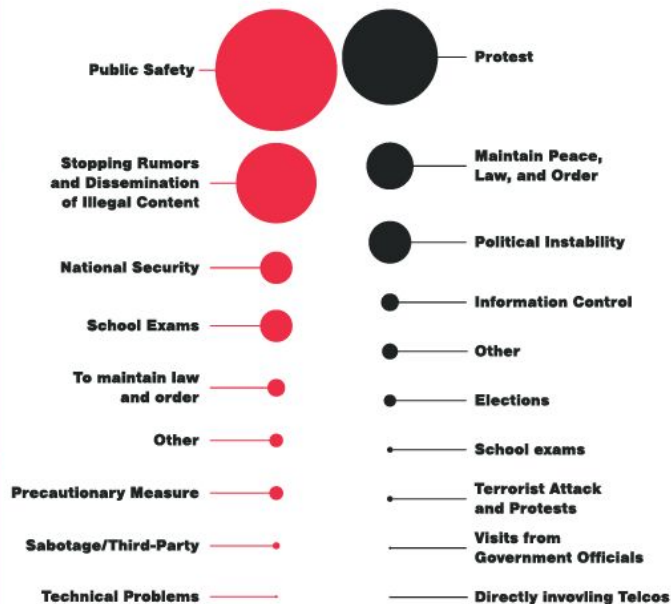 Public Safety
Stopping Rumors
and Dissemination
of Illegal Content
National Security
School Exams
To maintain law
and order
Other
Precautionary Measure
Sabotage/Third-Party
Technical Problems
Protest
Maintain Peace,
Law, and Order
Political Instability
Information Control
Other
Elections
School exams
Terrorist Attack
and Protests
Visits from
Government Officials
Directly invovling Telcos